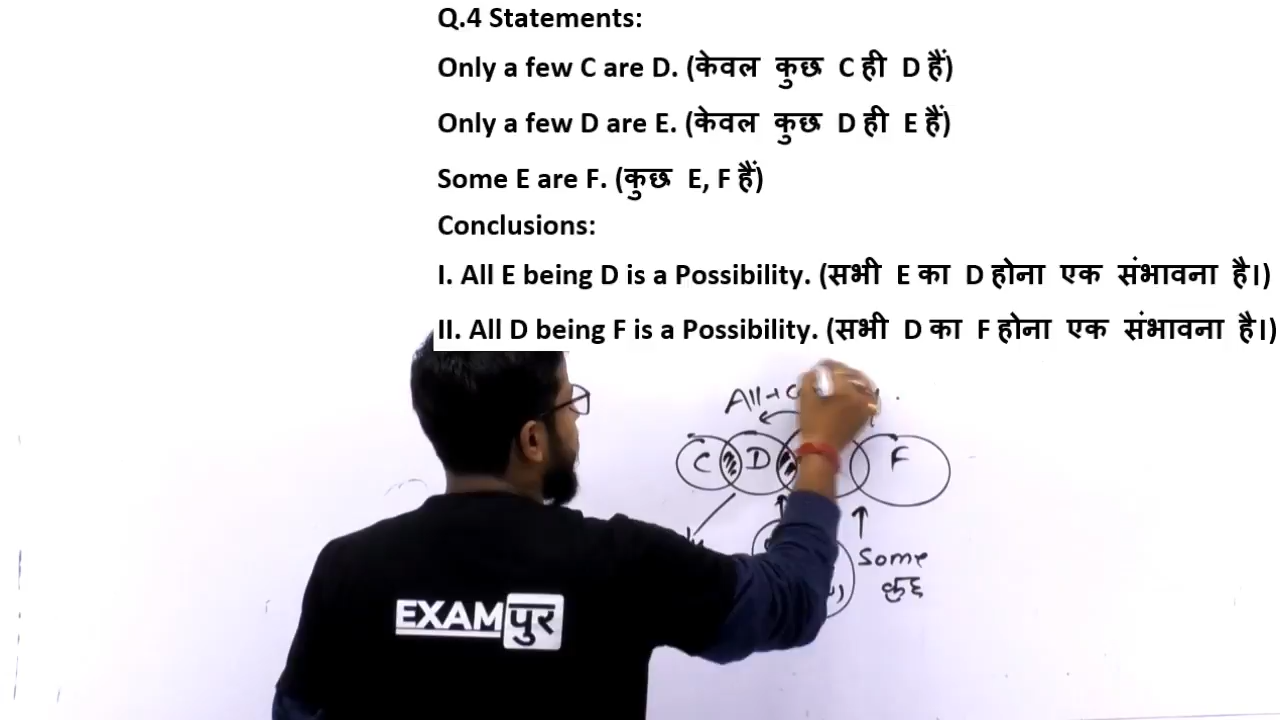 Q.4 Statements:
Only a few C are D. (केवल कुछ C ही D हैं)
Only a few D are E. (केवल कुछ D ही E हैं)
Some E are F. (कुछ E, F हैं)
Conclusions:
I. All E being D is a Possibility. (सभी E का D होना एक संभावना है।)
II. All D being F is a Possibility. (सभी D का F होना एक संभावना है।)
All
C D F
Some
कुछ
EXAMपुर